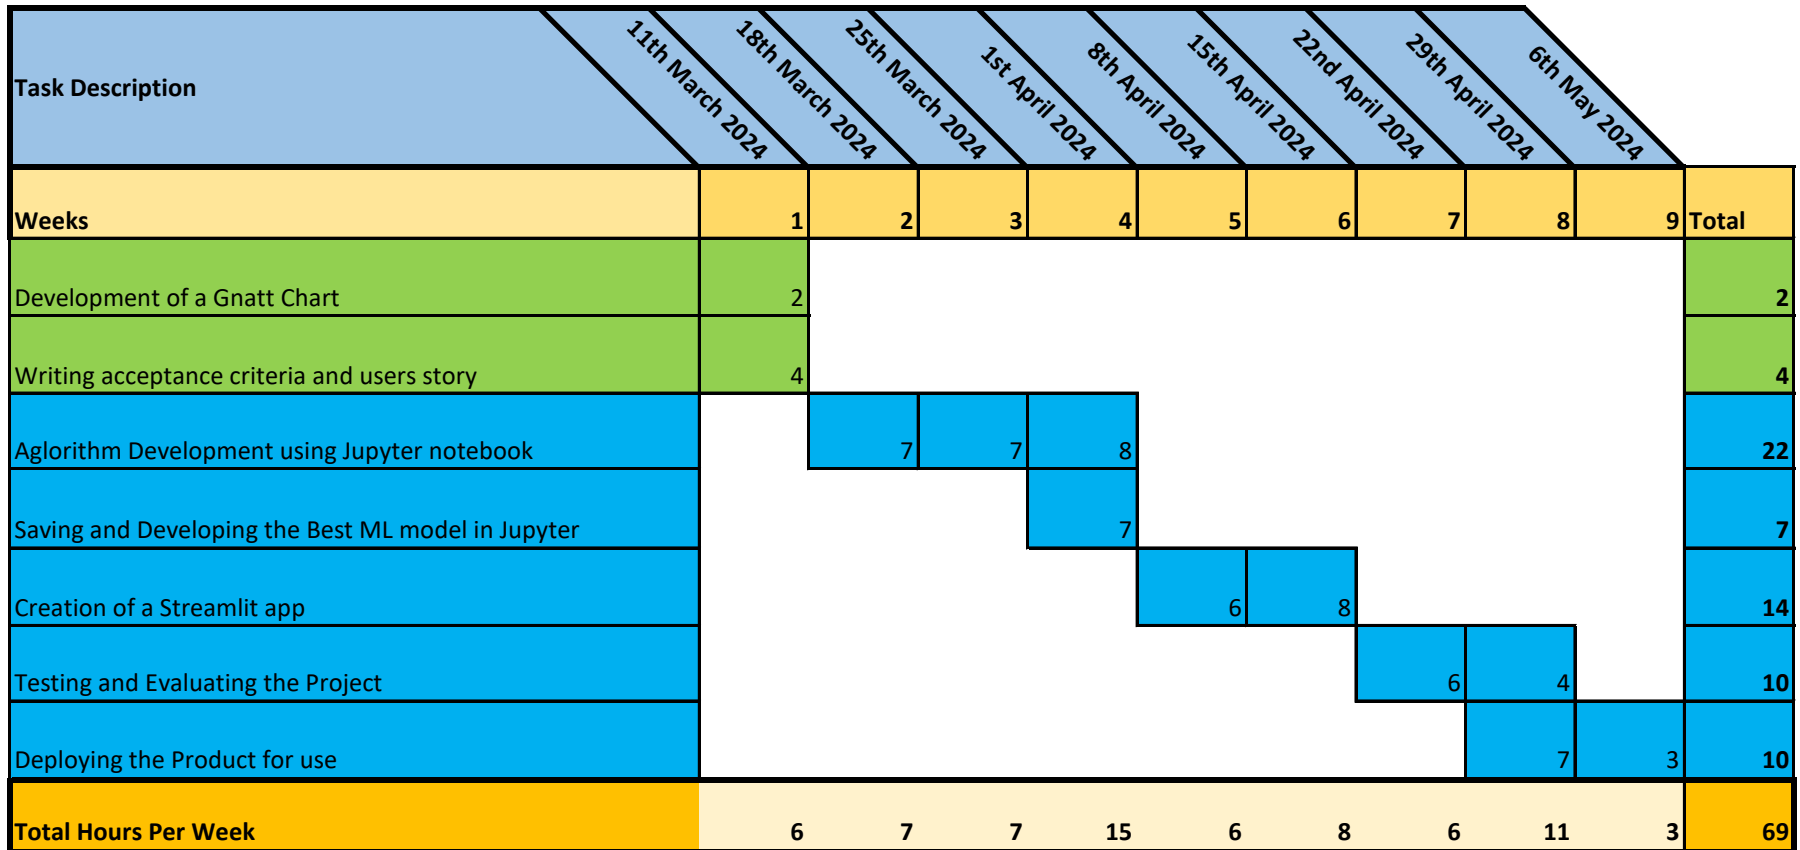 Task Description 11th March 2024 18th March 2024 25th March 2024 1st April 2024 8th April 2024 15th April 2024 22nd April 2024 29th April 2024 6th May 2024
Weeks 1 2 3 4 5 6 7 8 9 Total
Development of a Gnatt Chart 2 2
Writing acceptance criteria and users story 4 4
Aglorithm Development using Jupyter notebook 7 7 8 22
Saving and Developing the Best ML model in Jupyter 7 7
Creation of a Streamlit app 6 8 14
Testing and Evaluating the Project 6 4 10
Deploying the Product for use 7 3 10
Total Hours Per Week 6 7 7 15 6 8 6 11 3 69